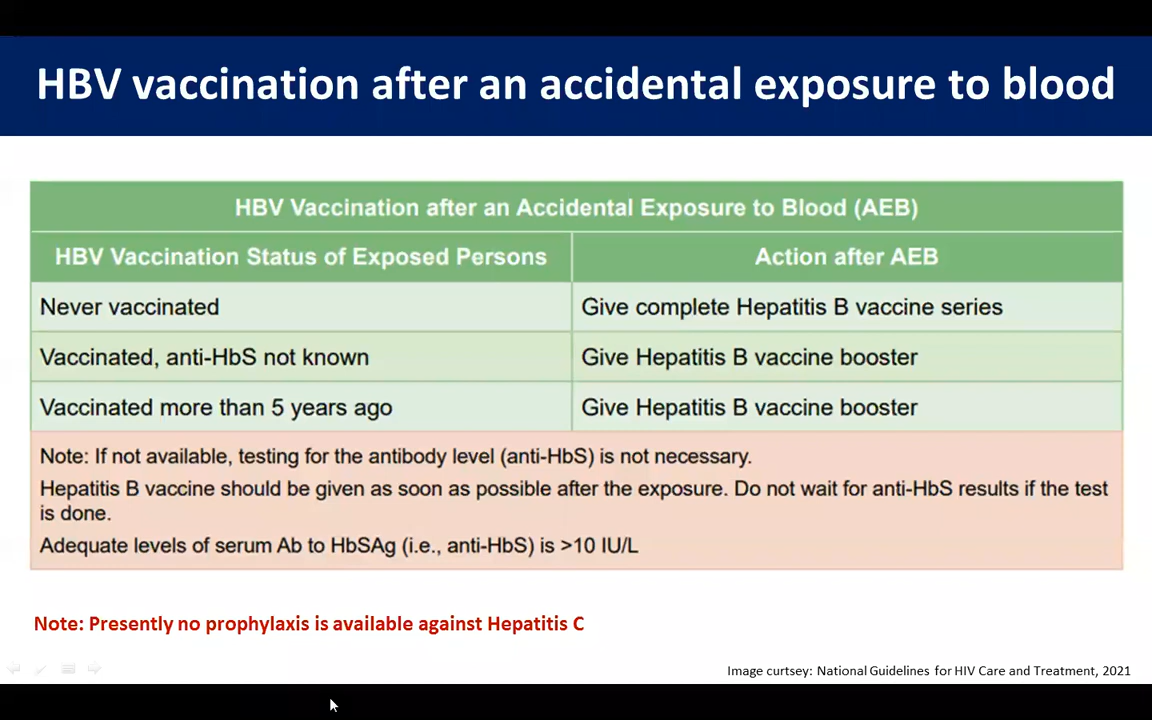 HBV vaccination after an accidental exposure to blood
HBV Vaccination after an Accidental Exposure to Blood (AEB)
HBV Vaccination Status of Exposed Persons
Action after AEB
Never vaccinated
Give complete Hepatitis B vaccine series
Vaccinated, anti-HbS not known
Give Hepatitis B vaccine booster
Vaccinated more than 5 years ago
Give Hepatitis B vaccine booster
Note: If not available, testing for the antibody level (anti-HbS) is not necessary.
Hepatitis B vaccine should be given as soon as possible after the exposure. Do not wait for anti-HbS results if the test
is done.
Adequate levels of serum Ab to HbSAg (i.e., anti-HbS) is >10 IU/L
Note: Presently no prophylaxis is available against Hepatitis C
Image curtsey: National Guidelines for HIV Care and Treatment, 2021